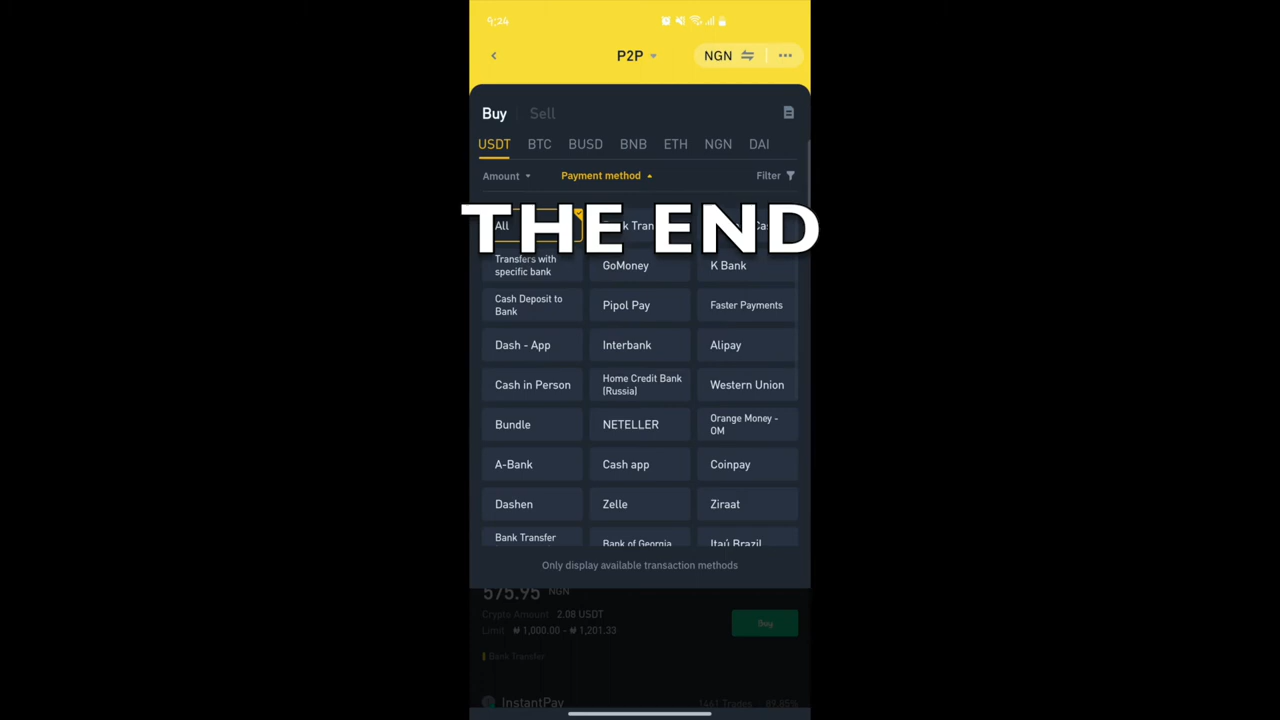 9:24
P2P
NGN
Buy Sell
USDT BTC BUSD BNB ETH NGN DAI
Amount Payment method Filter
THE END
All
Transfers with
specific bank
GoMoney
K Bank
Cash Deposit to
Bank
Pipol Pay
Faster Payments
Dash - App
Interbank
Alipay
Cash in Person
Home Credit Bank
(Russia)
Western Union
Bundle
NETELLER
Orange Money -
OM
A-Bank
Cash app
Coinpay
Dashen
Zelle
Ziraat
Bank Transfer
Bank of Georgia
Itaú Brazil
Only display available transaction methods
575.95 NGN
Crypto Amount 2.08 USDT
Limit ₦ 1,000.00 - ₦ 1,201.33
Buy
Bank Transfer
InstantPay